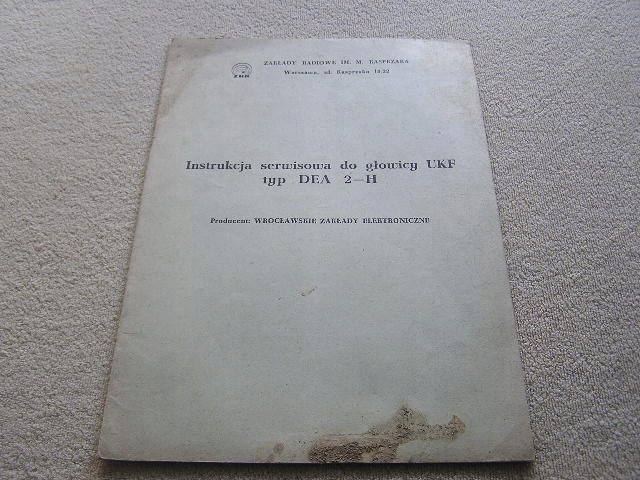 ZAKŁADY RADIOWE IM. M. KASPRZAKA
Warszawa, ul. Kasprzaka 18/22
ZRK
Instrukcja serwisowa do głowicy UKF
typ DEA 2—H
Producent: WROCŁAWSKIE ZAKŁADY ELEKTRONICZNE